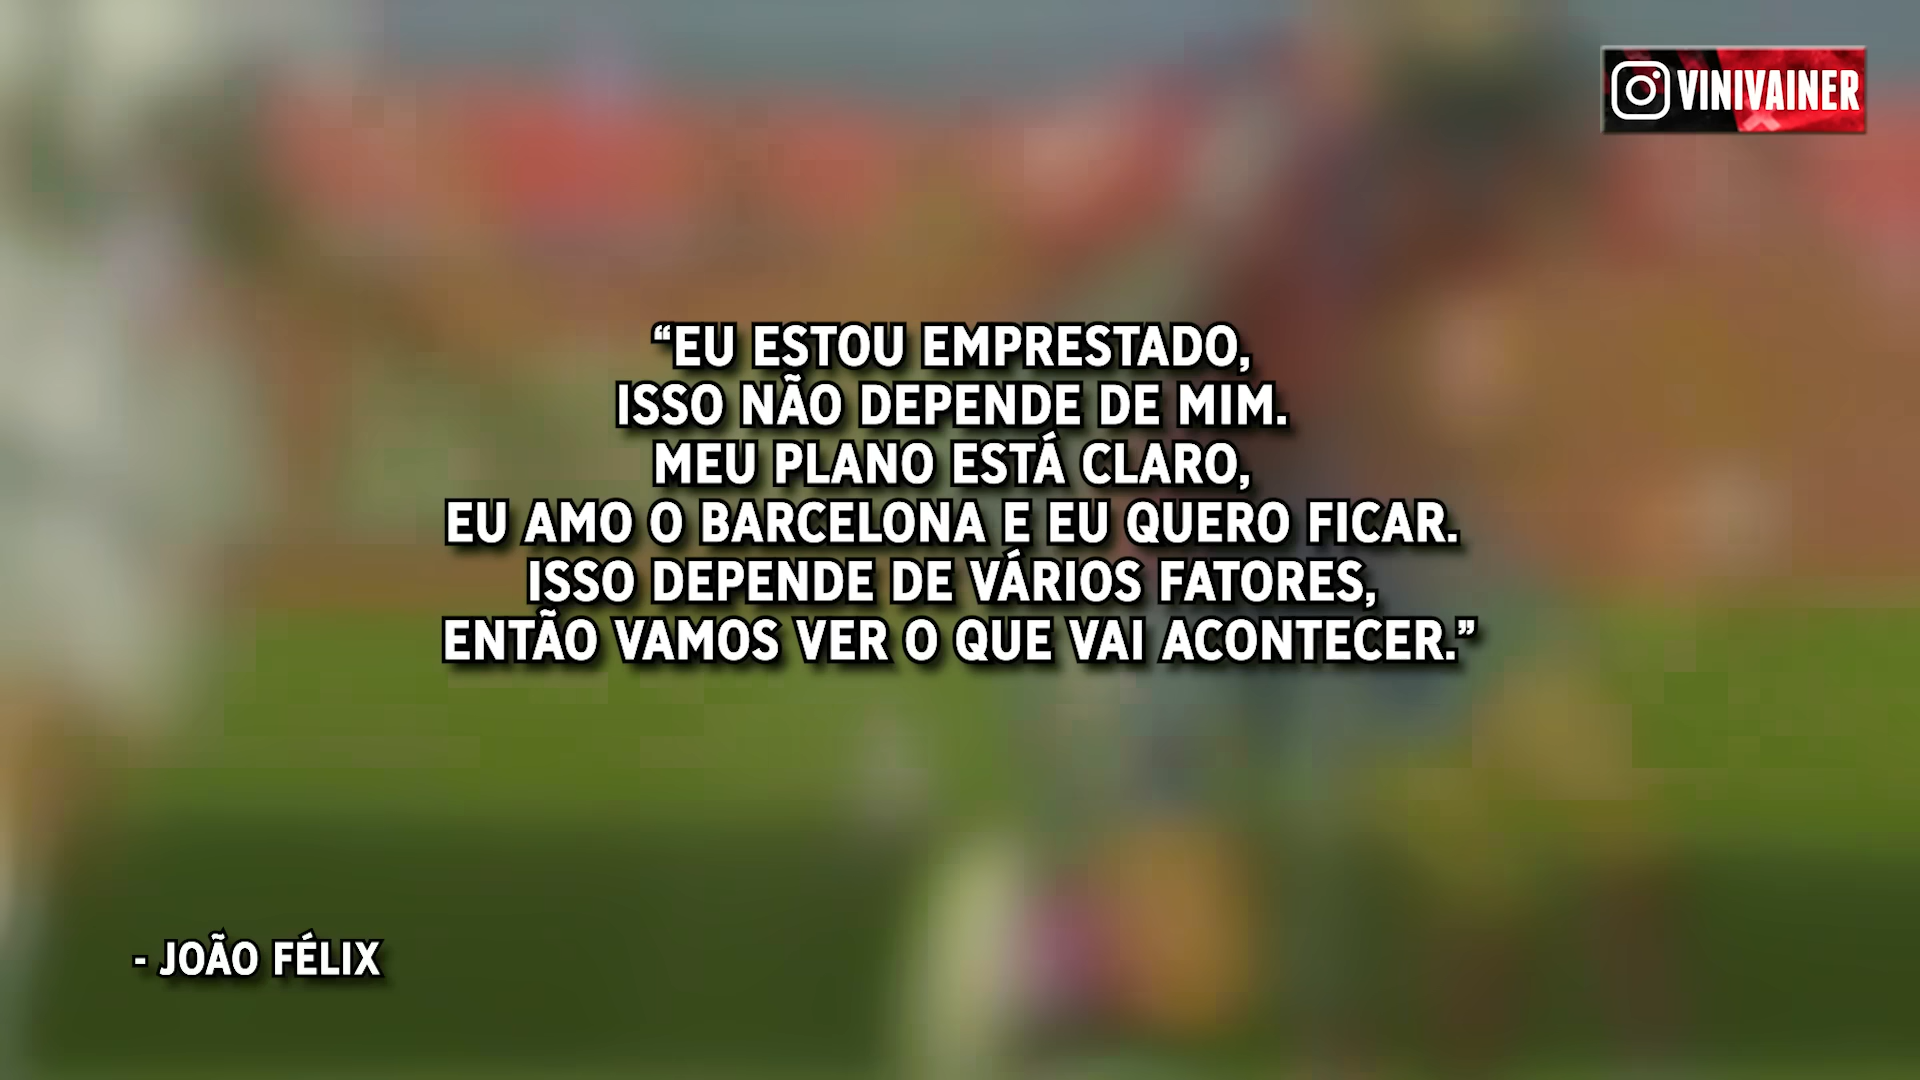 VINIVAINER
“EU ESTOU EMPRESTADO,
ISSO NÃO DEPENDE DE MIM.
MEU PLANO ESTÁ CLARO,
EU AMO O BARCELONA E EU QUERO FICAR.
ISSO DEPENDE DE VÁRIOS FATORES,
ENTÃO VAMOS VER O QUE VAI ACONTECER.”
- JOÃO FÉLIX